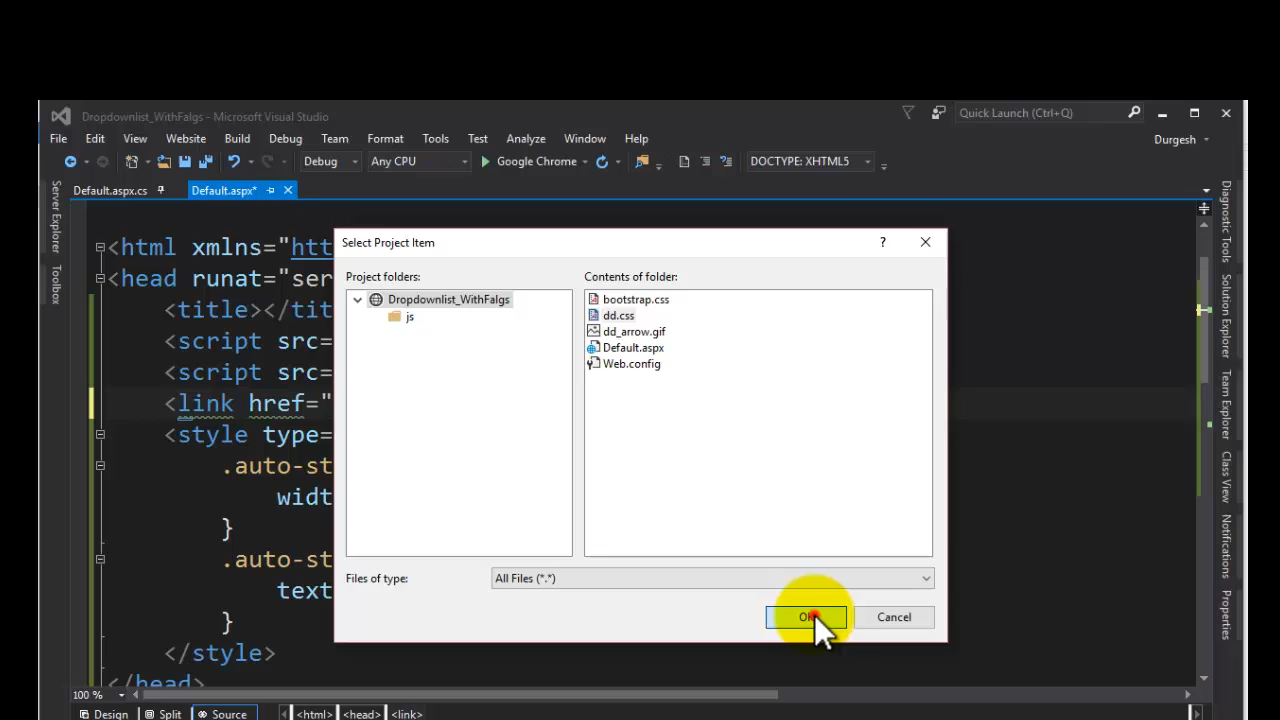 Dropdownlist_WithFalgs - Microsoft Visual Studio
Quick Launch (Ctrl+Q)
File Edit View Website Build Debug Team Format Tools Test Analyze Window Help
Durgesh
Debug Any CPU Google Chrome DOCTYPE: XHTML5
Default.aspx.cs Default.aspx*
Server Explorer
Toolbox
<html xmlns="htt
<head runat="ser
<title></tit
<script src=
<script src=
<link href="
<style type=
.auto-st
widt
}
.auto-st
text
}
</style>
</head>
Select Project Item
?
Project folders:
Dropdownlist_WithFalgs
js
Contents of folder:
bootstrap.css
dd.css
dd_arrow.gif
Default.aspx
Web.config
Files of type:
All Files (*.*)
OK
Cancel
Diagnostic Tools
Solution Explorer
Team Explorer
Class View
Notifications
Properties
100 %
Design Split Source <html> <head> <link>